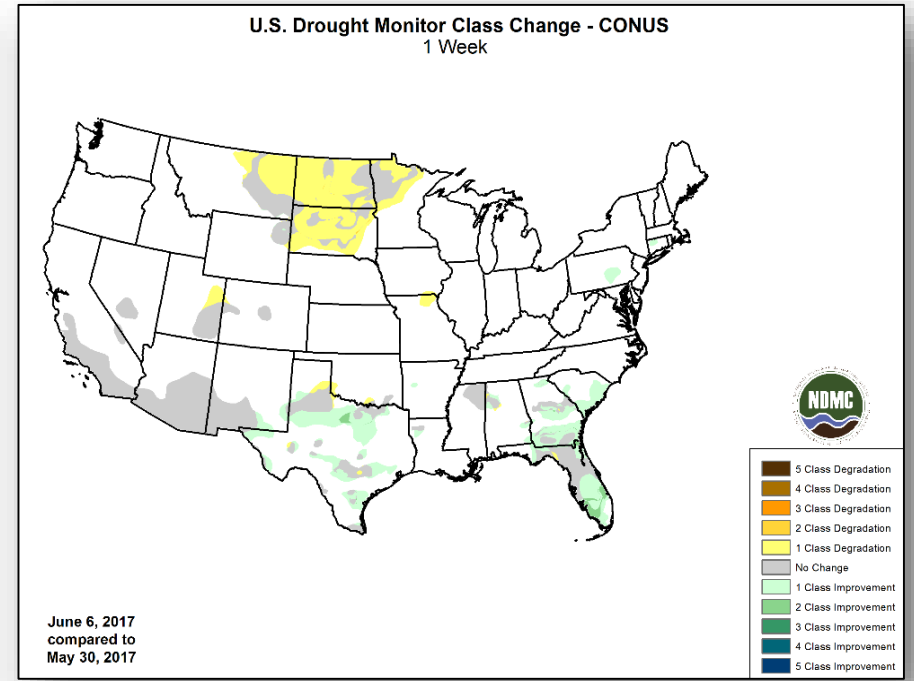 U.S. Drought Monitor Class Change - CONUS
1 Week
NDMC
5 Class Degradation
4 Class Degradation
3 Class Degradation
2 Class Degradation
1 Class Degradation
No Change
1 Class Improvement
2 Class Improvement
3 Class Improvement
4 Class Improvement
5 Class Improvement
June 6, 2017
compared to
May 30, 2017